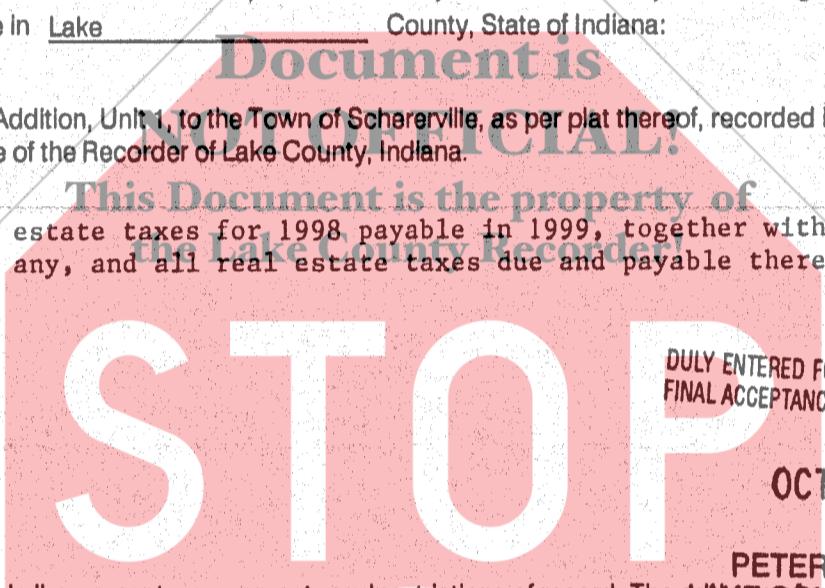 e in Lake County, State of Indiana:
Document is
Addition, Unit 1, to the Town of Schererville, as per plat thereof, recorded
NOT OFFICIAL!
e of the Recorder of Lake County, Indiana.
This Document is the property of
estate taxes for 1998 payable in 1999, together with
the Lake County Recorder!
any, and all real estate taxes due and payable there
STOP
DULY ENTERED F
FINAL ACCEPTANC
OCT
PETER